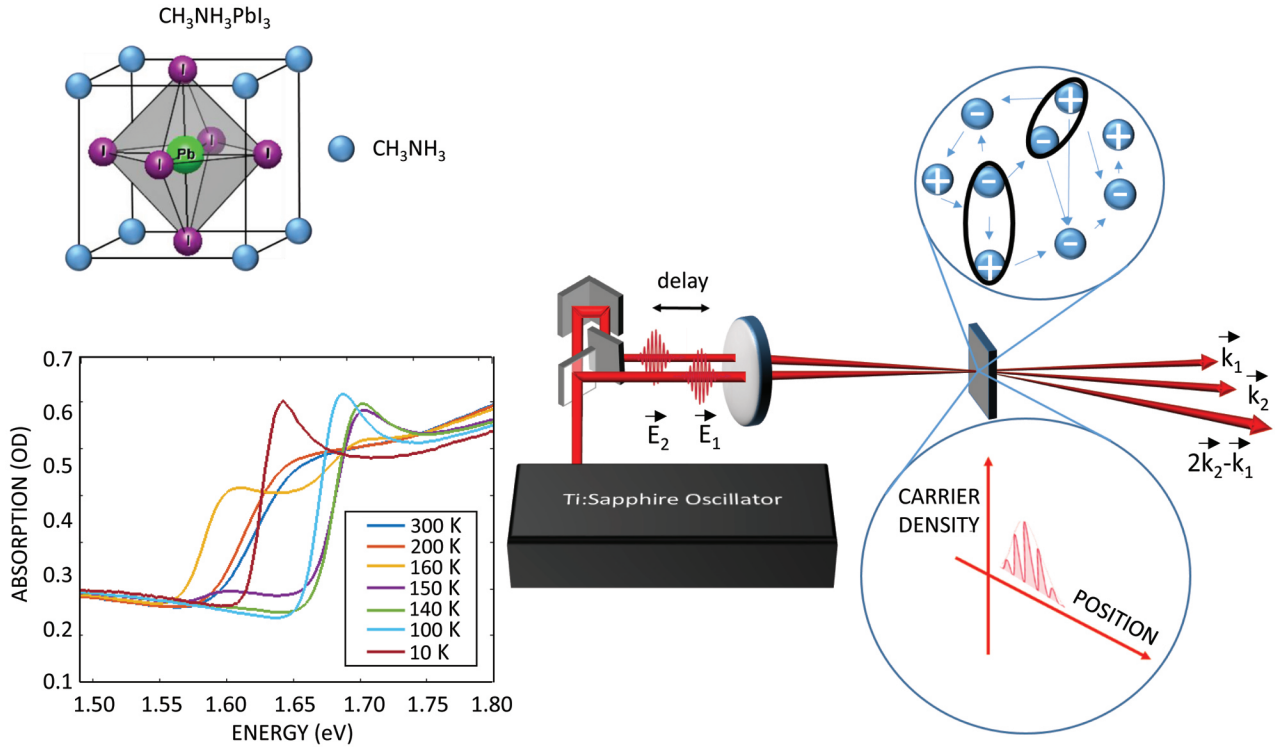 CH3NH3PbI3
I
I
Pb
I
I
I
I
CH3NH3
0.7
0.6
0.5
0.4
0.3
0.2
0.1
ABSORPTION (OD)
300 K
200 K
160 K
150 K
140 K
100 K
10 K
1.50
1.55
1.60
1.65
1.70
1.75
1.80
ENERGY (eV)
delay
E2
E1
Ti:Sapphire Oscillator
k1
k2
2k2-k1
CARRIER
DENSITY
POSITION